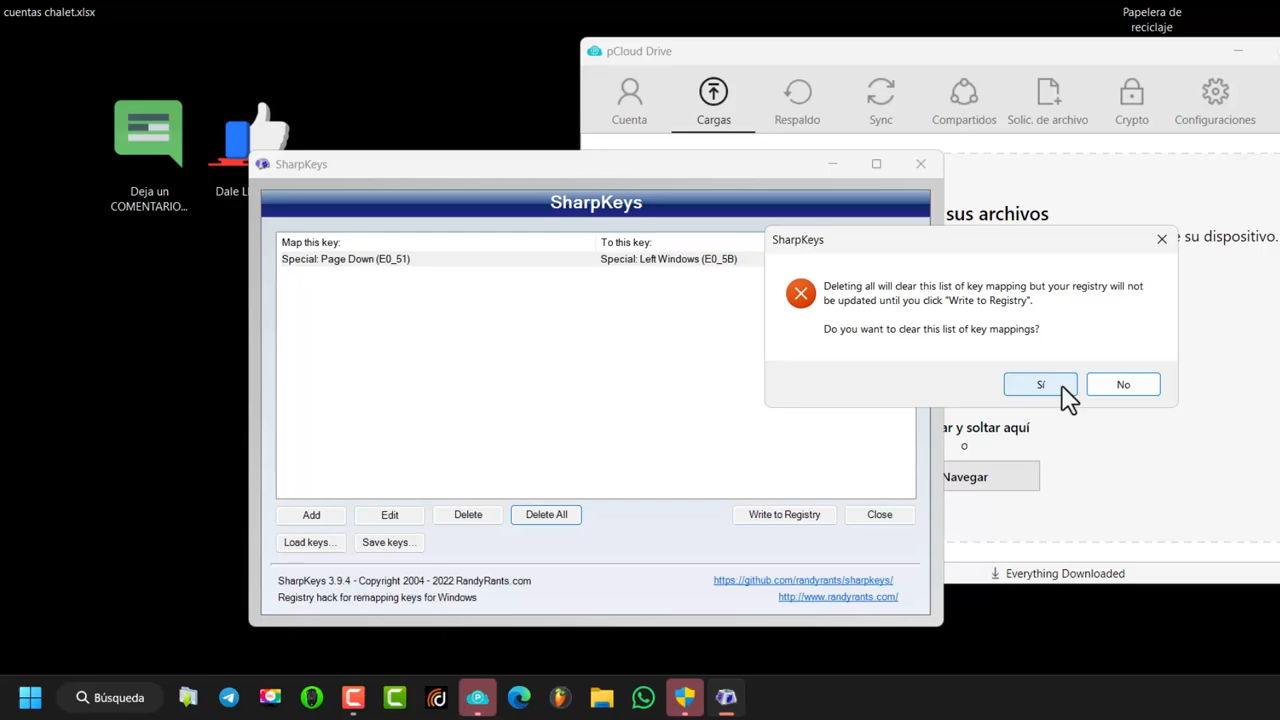 cuentas chalet.xlsx
Papelera de
reciclaje
pCloud Drive
Cuenta
Cargas
Respaldo
Sync
Compartidos
Solic. de archivo
Crypto
Configuraciones
Deja un
COMENTARIO...
Dale L
SharpKeys
SharpKeys
Map this key:
To this key:
Special: Page Down (E0_51)
Special: Left Windows (E0_5B)
sus archivos
e su dispositivo.
SharpKeys
Deleting all will clear this list of key mapping but your registry will not
be updated until you click "Write to Registry".
Do you want to clear this list of key mappings?
Sí
No
ar y soltar aquí
o
Navegar
Add
Edit
Delete
Delete All
Write to Registry
Close
Load keys...
Save keys...
Everything Downloaded
SharpKeys 3.9.4 - Copyright 2004 - 2022 RandyRants.com
https://github.com/randyrants/sharpkeys/
Registry hack for remapping keys for Windows
http://www.randyrants.com/
Búsqueda